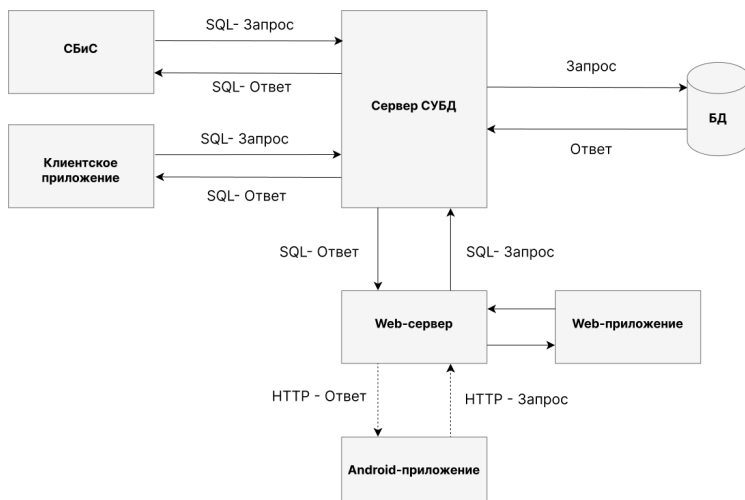 SQL- Запрос
СБиС
SQL- Ответ
Запрос
Сервер СУБД
БД
SQL- Запрос
Ответ
Клиентское
приложение
SQL- Ответ
SQL- Ответ
SQL- Запрос
Web-сервер
Web-приложение
HTTP - Ответ
HTTP - Запрос
Android-приложение